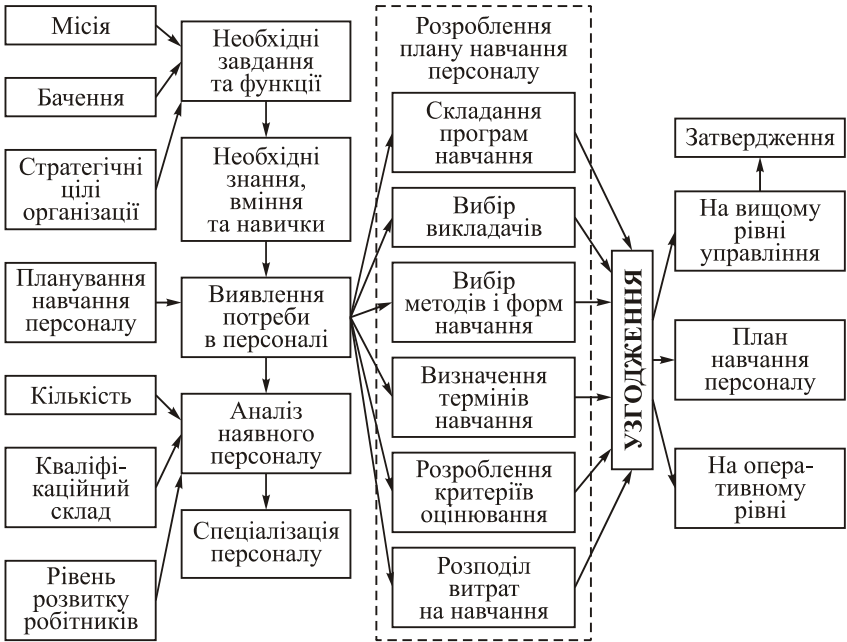 Місія
Бачення
Стратегічні
цілі
організації
Планування
навчання
персоналу
Кількість
Кваліфі-
каційний
склад
Рівень
розвитку
робітників
Необхідні
завдання
та функції
Необхідні
знання,
вміння
та навички
Виявлення
потреби
в персоналі
Аналіз
наявного
персоналу
Спеціалізація
персоналу
Розроблення
плану навчання
персоналу
Складання
програм
навчання
Вибір
викладачів
Вибір
методів і форм
навчання
Визначення
термінів
навчання
Розроблення
критеріїв
оцінювання
Розподіл
витрат
на навчання
УЗГОДЖЕННЯ
Затвердження
На вищому
рівні
управління
План
навчання
персоналу
На опера-
тивному
рівні